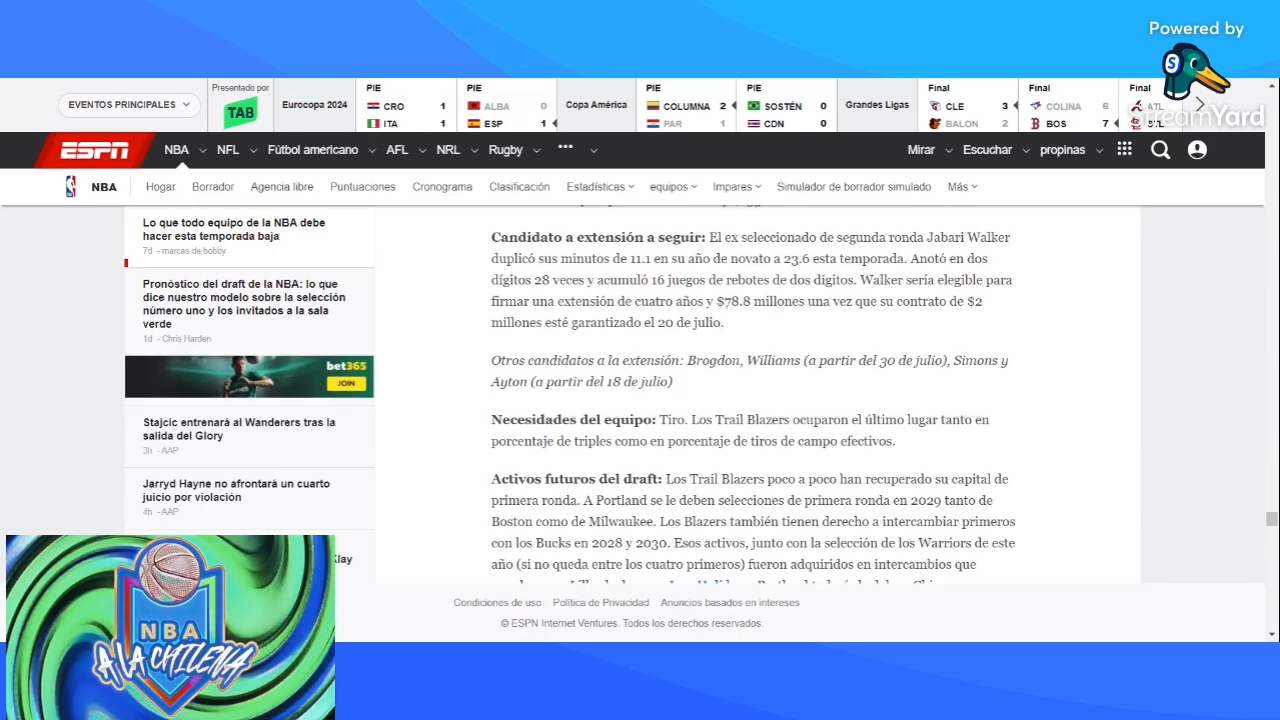 Powered by
S
StreamYard
EVENTOS PRINCIPALES
Presentado por
TAB
Eurocopa 2024
PIE
CRO 1
ITA 1
PIE
ALBA 0
ESP 1
Copa América
PIE
COLUMNA 2
PAR 1
PIE
SOSTÉN 0
CDN 0
Grandes Ligas
Final
CLE 3
BALON 2
Final
COLINA 6
BOS 7
Final
ATL
STL
ESPN
NBA NFL Fútbol americano AFL NRL Rugby ••• Mirar Escuchar propinas
NBA Hogar Borrador Agencia libre Puntuaciones Cronograma Clasificación Estadísticas equipos Impares Simulador de borrador simulado Más
Lo que todo equipo de la NBA debe
hacer esta temporada baja
7d - marcas de bobby
Pronóstico del draft de la NBA: lo que
dice nuestro modelo sobre la selección
número uno y los invitados a la sala
verde
1d - Chris Harden
bet365
JOIN
Stajcic entrenará al Wanderers tras la
salida del Glory
3h - AAP
Jarryd Hayne no afrontará un cuarto
juicio por violación
4h - AAP
Klay
Candidato a extensión a seguir: El ex seleccionado de segunda ronda Jabari Walker
duplicó sus minutos de 11.1 en su año de novato a 23.6 esta temporada. Anotó en dos
dígitos 28 veces y acumuló 16 juegos de rebotes de dos dígitos. Walker sería elegible para
firmar una extensión de cuatro años y $78.8 millones una vez que su contrato de $2
millones esté garantizado el 20 de julio.
Otros candidatos a la extensión: Brogdon, Williams (a partir del 30 de julio), Simons y
Ayton (a partir del 18 de julio)
Necesidades del equipo: Tiro. Los Trail Blazers ocuparon el último lugar tanto en
porcentaje de triples como en porcentaje de tiros de campo efectivos.
Activos futuros del draft: Los Trail Blazers poco a poco han recuperado su capital de
primera ronda. A Portland se le deben selecciones de primera ronda en 2029 tanto de
Boston como de Milwaukee. Los Blazers también tienen derecho a intercambiar primeros
con los Bucks en 2028 y 2030. Esos activos, junto con la selección de los Warriors de este
año (si no queda entre los cuatro primeros) fueron adquiridos en intercambios que
Condiciones de uso Política de Privacidad Anuncios basados en intereses
© ESPN Internet Ventures. Todos los derechos reservados.
NBA
A LA CHILENA